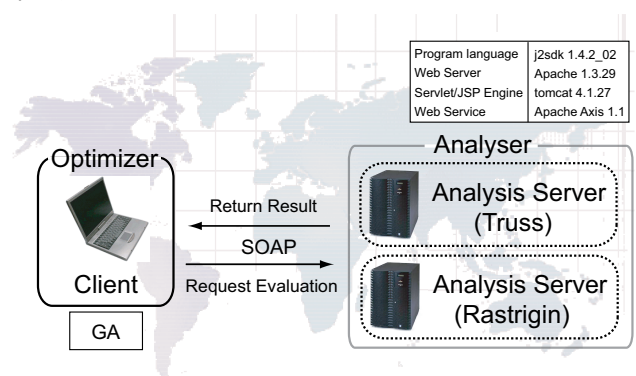 Program language j2sdk 1.4.2_02
Web Server Apache 1.3.29
Servlet/JSP Engine tomcat 4.1.27
Web Service Apache Axis 1.1
Optimizer
Client
GA
Return Result
SOAP
Request Evaluation
Analyser
Analysis Server
(Truss)
Analysis Server
(Rastrigin)